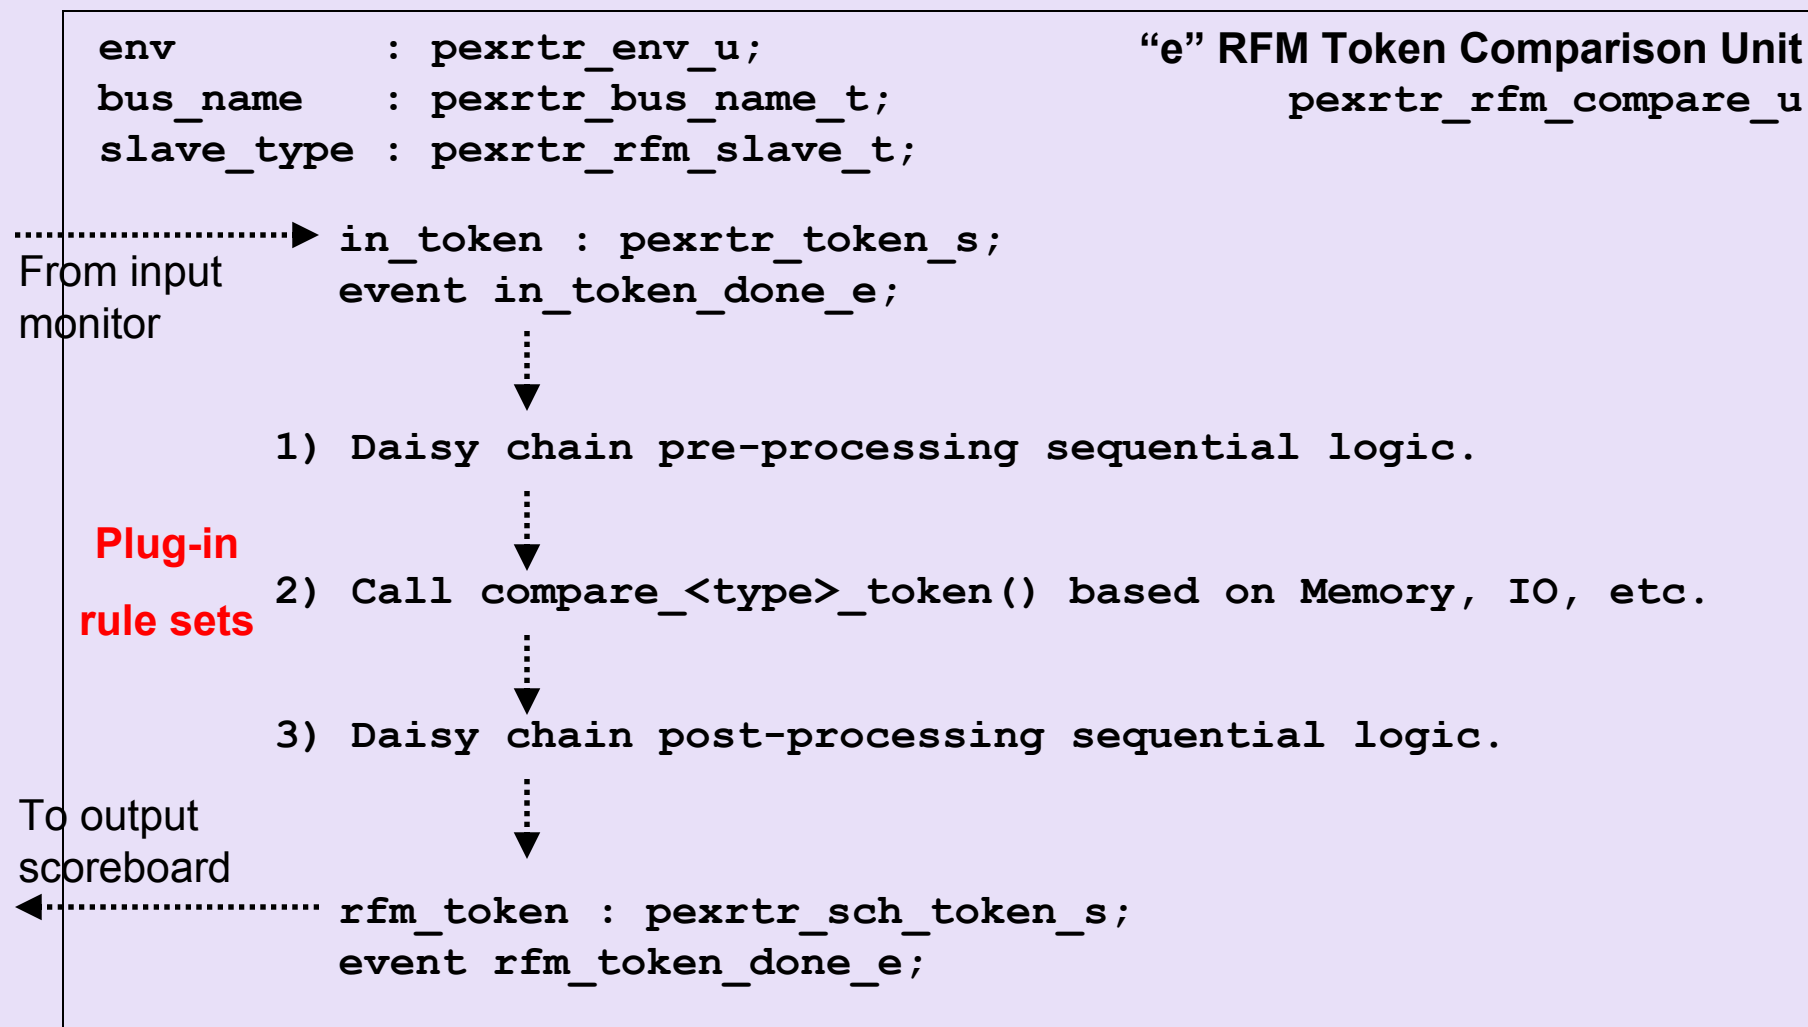 env         : pexrtr_env_u;
“e” RFM Token Comparison Unit
bus_name   : pexrtr_bus_name_t;
pexrtr_rfm_compare_u
slave_type : pexrtr_rfm_slave_t;
in_token : pexrtr_token_s;
From input
event in_token_done_e;
monitor
1) Daisy chain pre-processing sequential logic.
Plug-in
2) Call compare_<type>_token() based on Memory, IO, etc.
rule sets
3) Daisy chain post-processing sequential logic.
To output
scoreboard
rfm_token : pexrtr_sch_token_s;
event rfm_token_done_e;